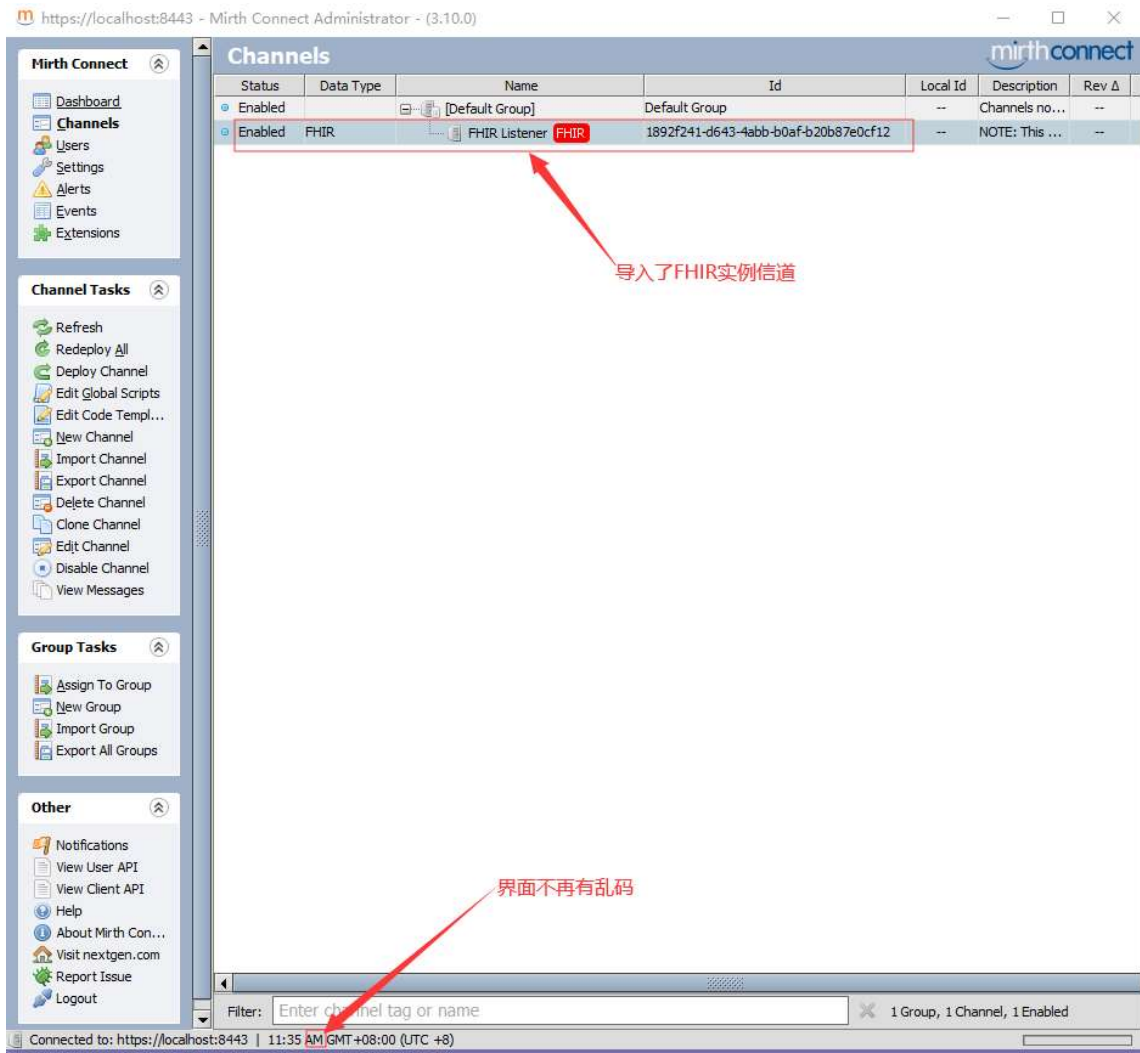 https://localhost:8443 - Mirth Connect Administrator - (3.10.0)
Mirth Connect
Dashboard
Channels
Users
Settings
Alerts
Events
Extensions
Channel Tasks
Refresh
Redeploy All
Deploy Channel
Edit Global Scripts
Edit Code Templ...
New Channel
Import Channel
Export Channel
Delete Channel
Clone Channel
Edit Channel
Disable Channel
View Messages
Group Tasks
Assign To Group
New Group
Import Group
Export All Groups
Other
Notifications
View User API
View Client API
Help
About Mirth Con...
Visit nextgen.com
Report Issue
Logout
Channels
mirthconnect
Status Data Type Name Id Local Id Description Rev Δ
Enabled [Default Group] Default Group -- Channels no... --
Enabled FHIR FHIR Listener FHIR 1892f241-d643-4abb-b0af-b20b87e0cf12 -- NOTE: This ... --
导入了FHIR实例信道
界面不再有乱码
Filter: Enter channel tag or name 1 Group, 1 Channel, 1 Enabled
Connected to: https://localhost:8443 | 11:35 AM GMT+08:00 (UTC +8)